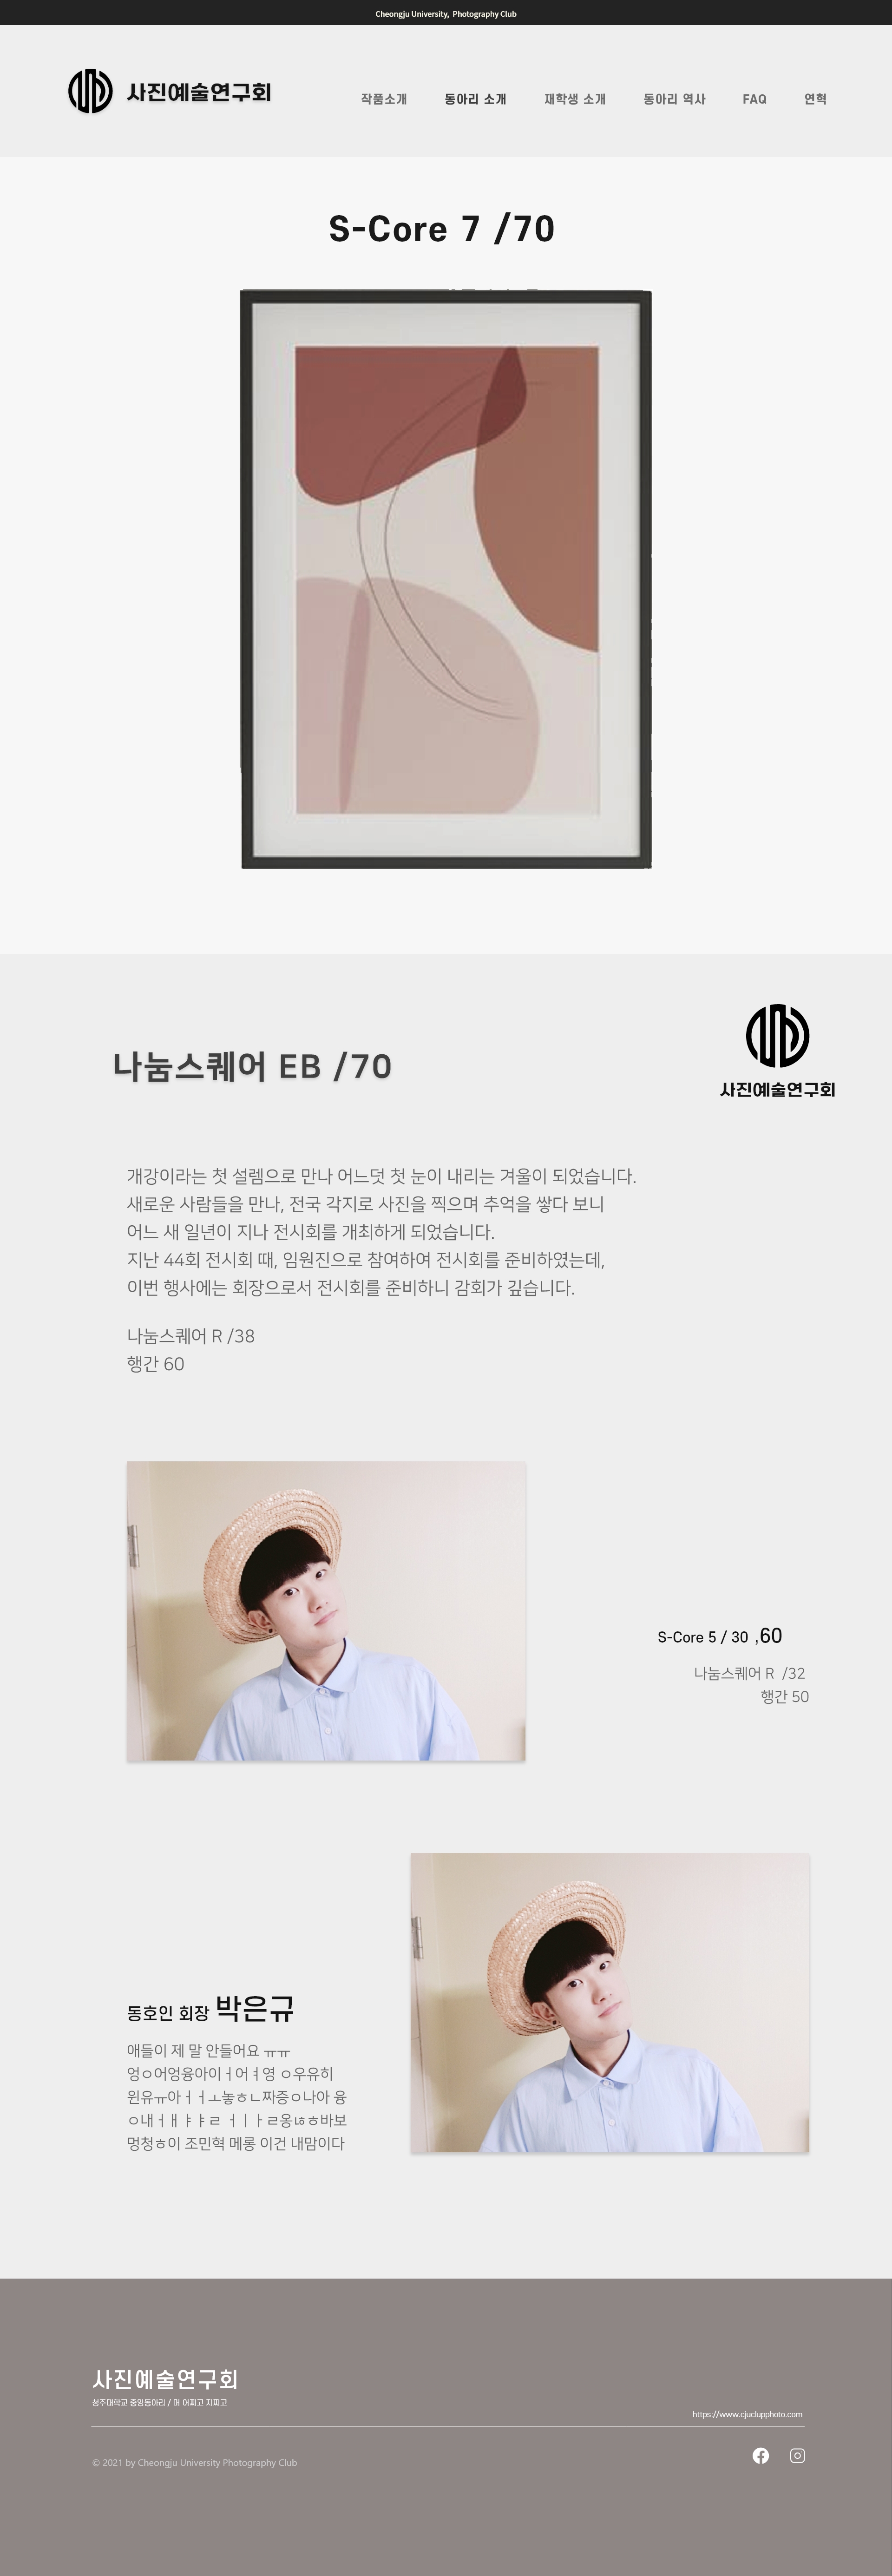 Cheongju University, Photography Club
사진예술연구회
작품소개 동아리 소개 재학생 소개 동아리 역사 FAQ 연혁
S-Core 7 /70
나눔스퀘어 EB /70
사진예술연구회
개강이라는 첫 설렘으로 만나 어느덧 첫 눈이 내리는 겨울이 되었습니다.
새로운 사람들을 만나, 전국 각지로 사진을 찍으며 추억을 쌓다 보니
어느 새 일년이 지나 전시회를 개최하게 되었습니다.
지난 44회 전시회 때, 임원진으로 참여하여 전시회를 준비하였는데,
이번 행사에는 회장으로서 전시회를 준비하니 감회가 깊습니다.
나눔스퀘어 R /38
행간 60
S-Core 5 / 30 ,60
나눔스퀘어 R /32
행간 50
동호인 회장 박은규
애들이 제 말 안들어요 ㅠㅠ
엉ㅇ어엉융아이ㅓ어ㅕ영 ㅇ우유히
윈유ㅠ아ㅓㅓㅗ놓ㅎㄴ짜증ㅇ나아 융
ㅇ내ㅓㅐㅑㅑㄹ ㅓㅣㅏㄹ옹ㄶㅎ바보
멍청ㅎ이 조민혁 메롱 이건 내맘이다
사진예술연구회
청주대학교 중앙동아리 / 머 어찌고 저찌고
https://www.cjuclupphoto.com
© 2021 by Cheongju University Photography Club